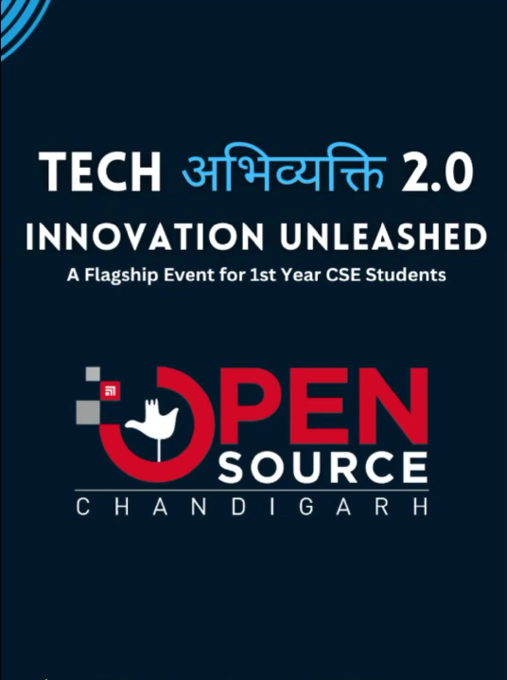 TECH अभिव्यक्ति 2.0
INNOVATION UNLEASHED
A Flagship Event for 1st Year CSE Students
OPEN
SOURCE
CHANDIGARH